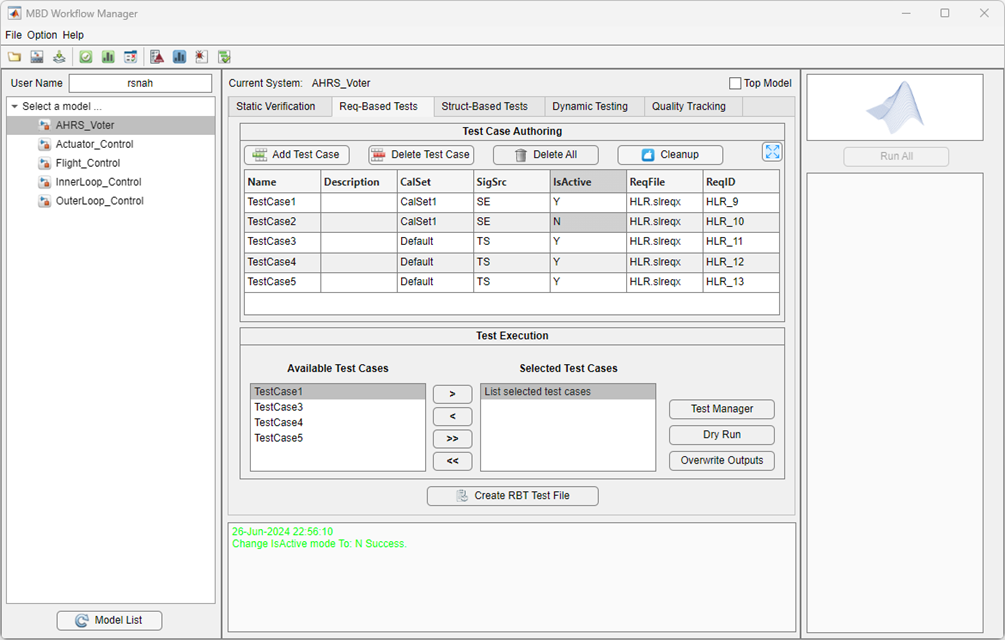 MBD Workflow Manager
File Option Help
User Name rsnah
Select a model ...
AHRS_Voter
Actuator_Control
Flight_Control
InnerLoop_Control
OuterLoop_Control
Model List
Current System: AHRS_Voter Top Model
Static Verification Req-Based Tests Struct-Based Tests Dynamic Testing Quality Tracking
Test Case Authoring
Add Test Case Delete Test Case Delete All Cleanup
Name Description CalSet SigSrc IsActive ReqFile ReqID
TestCase1 CalSet1 SE Y HLR.slreqx HLR_9
TestCase2 CalSet1 SE N HLR.slreqx HLR_10
TestCase3 Default TS Y HLR.slreqx HLR_11
TestCase4 Default TS Y HLR.slreqx HLR_12
TestCase5 Default TS Y HLR.slreqx HLR_13
Test Execution
Available Test Cases Selected Test Cases
TestCase1
TestCase3
TestCase4
TestCase5
>
<
>>
<<
List selected test cases
Test Manager
Dry Run
Overwrite Outputs
Create RBT Test File
26-Jun-2024 22:56:10
Change IsActive mode To: N Success.
Run All